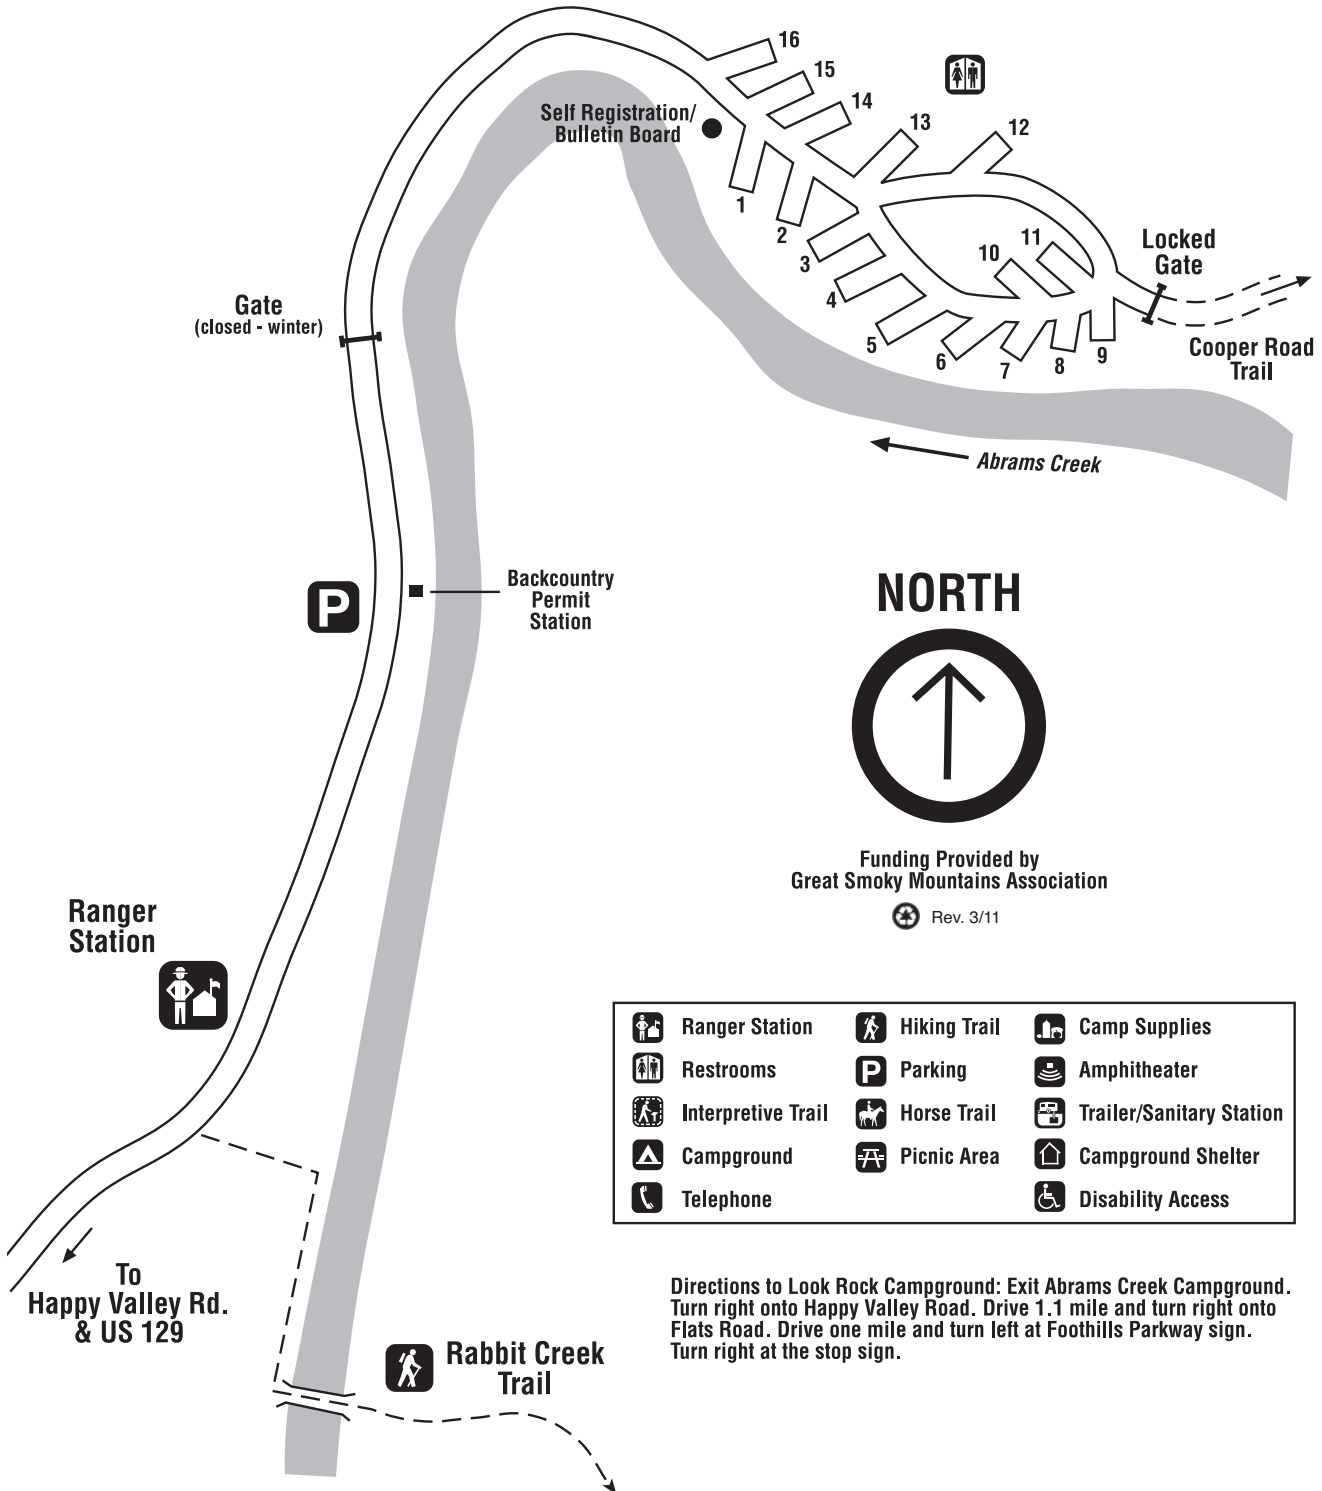 16
15
14
13
12
Self Registration/
Bulletin Board
1
2
3
4
5
6
7
8
9
10
11
Locked
Gate
Cooper Road
Trail
Gate
(closed - winter)
Abrams Creek
P
Backcountry
Permit
Station
NORTH
Funding Provided by
Great Smoky Mountains Association
Rev. 3/11
Ranger
Station
Ranger Station
Restrooms
Interpretive Trail
Campground
Telephone
Hiking Trail
P
Parking
Horse Trail
Picnic Area
Camp Supplies
Amphitheater
Trailer/Sanitary Station
Campground Shelter
Disability Access
To
Happy Valley Rd.
& US 129
Rabbit Creek
Trail
Directions to Look Rock Campground: Exit Abrams Creek Campground.
Turn right onto Happy Valley Road. Drive 1.1 mile and turn right onto
Flats Road. Drive one mile and turn left at Foothills Parkway sign.
Turn right at the stop sign.